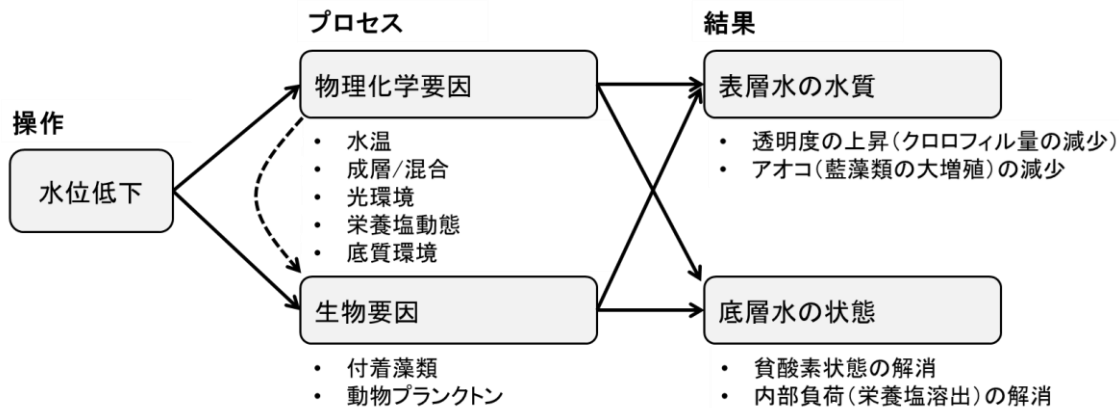 プロセス
結果
物理化学要因
表層水の水質
操作
水位低下
• 水温
• 成層/混合
• 光環境
• 栄養塩動態
• 底質環境
• 透明度の上昇(クロロフィル量の減少)
• アオコ(藍藻類の大増殖)の減少
生物要因
底層水の状態
• 付着藻類
• 動物プランクトン
• 貧酸素状態の解消
• 内部負荷(栄養塩溶出)の解消